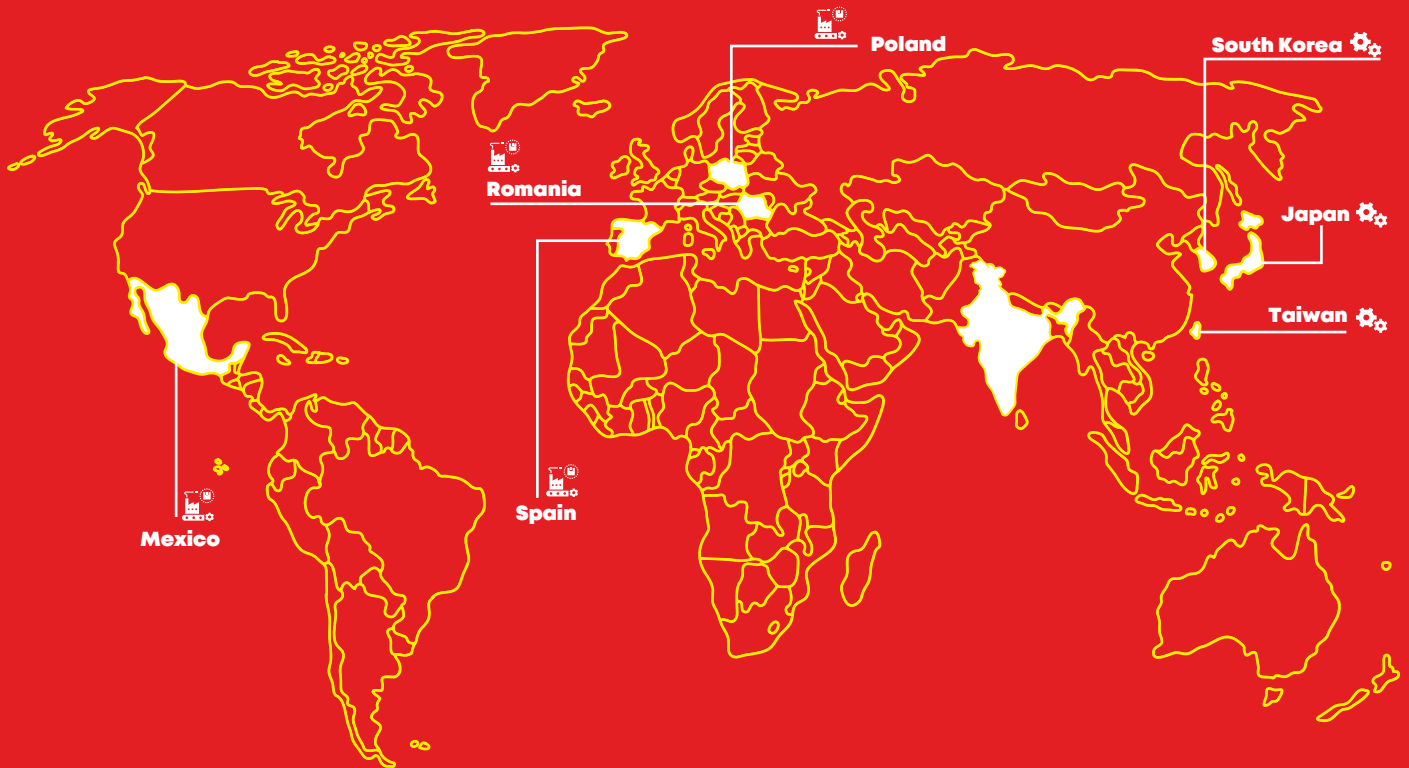 Poland
South Korea
Romania
Japan
Taiwan
Spain
Mexico